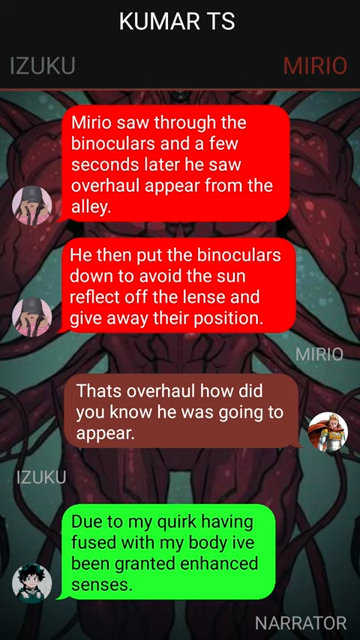 KUMAR TS
IZUKU
MIRIO
Mirio saw through the
binoculars and a few
seconds later he saw
overhaul appear from the
alley.
He then put the binoculars
down to avoid the sun
reflect off the lense and
give away their position.
MIRIO
Thats overhaul how did
you know he was going to
appear.
IZUKU
Due to my quirk having
fused with my body ive
been granted enhanced
senses.
NARRATOR